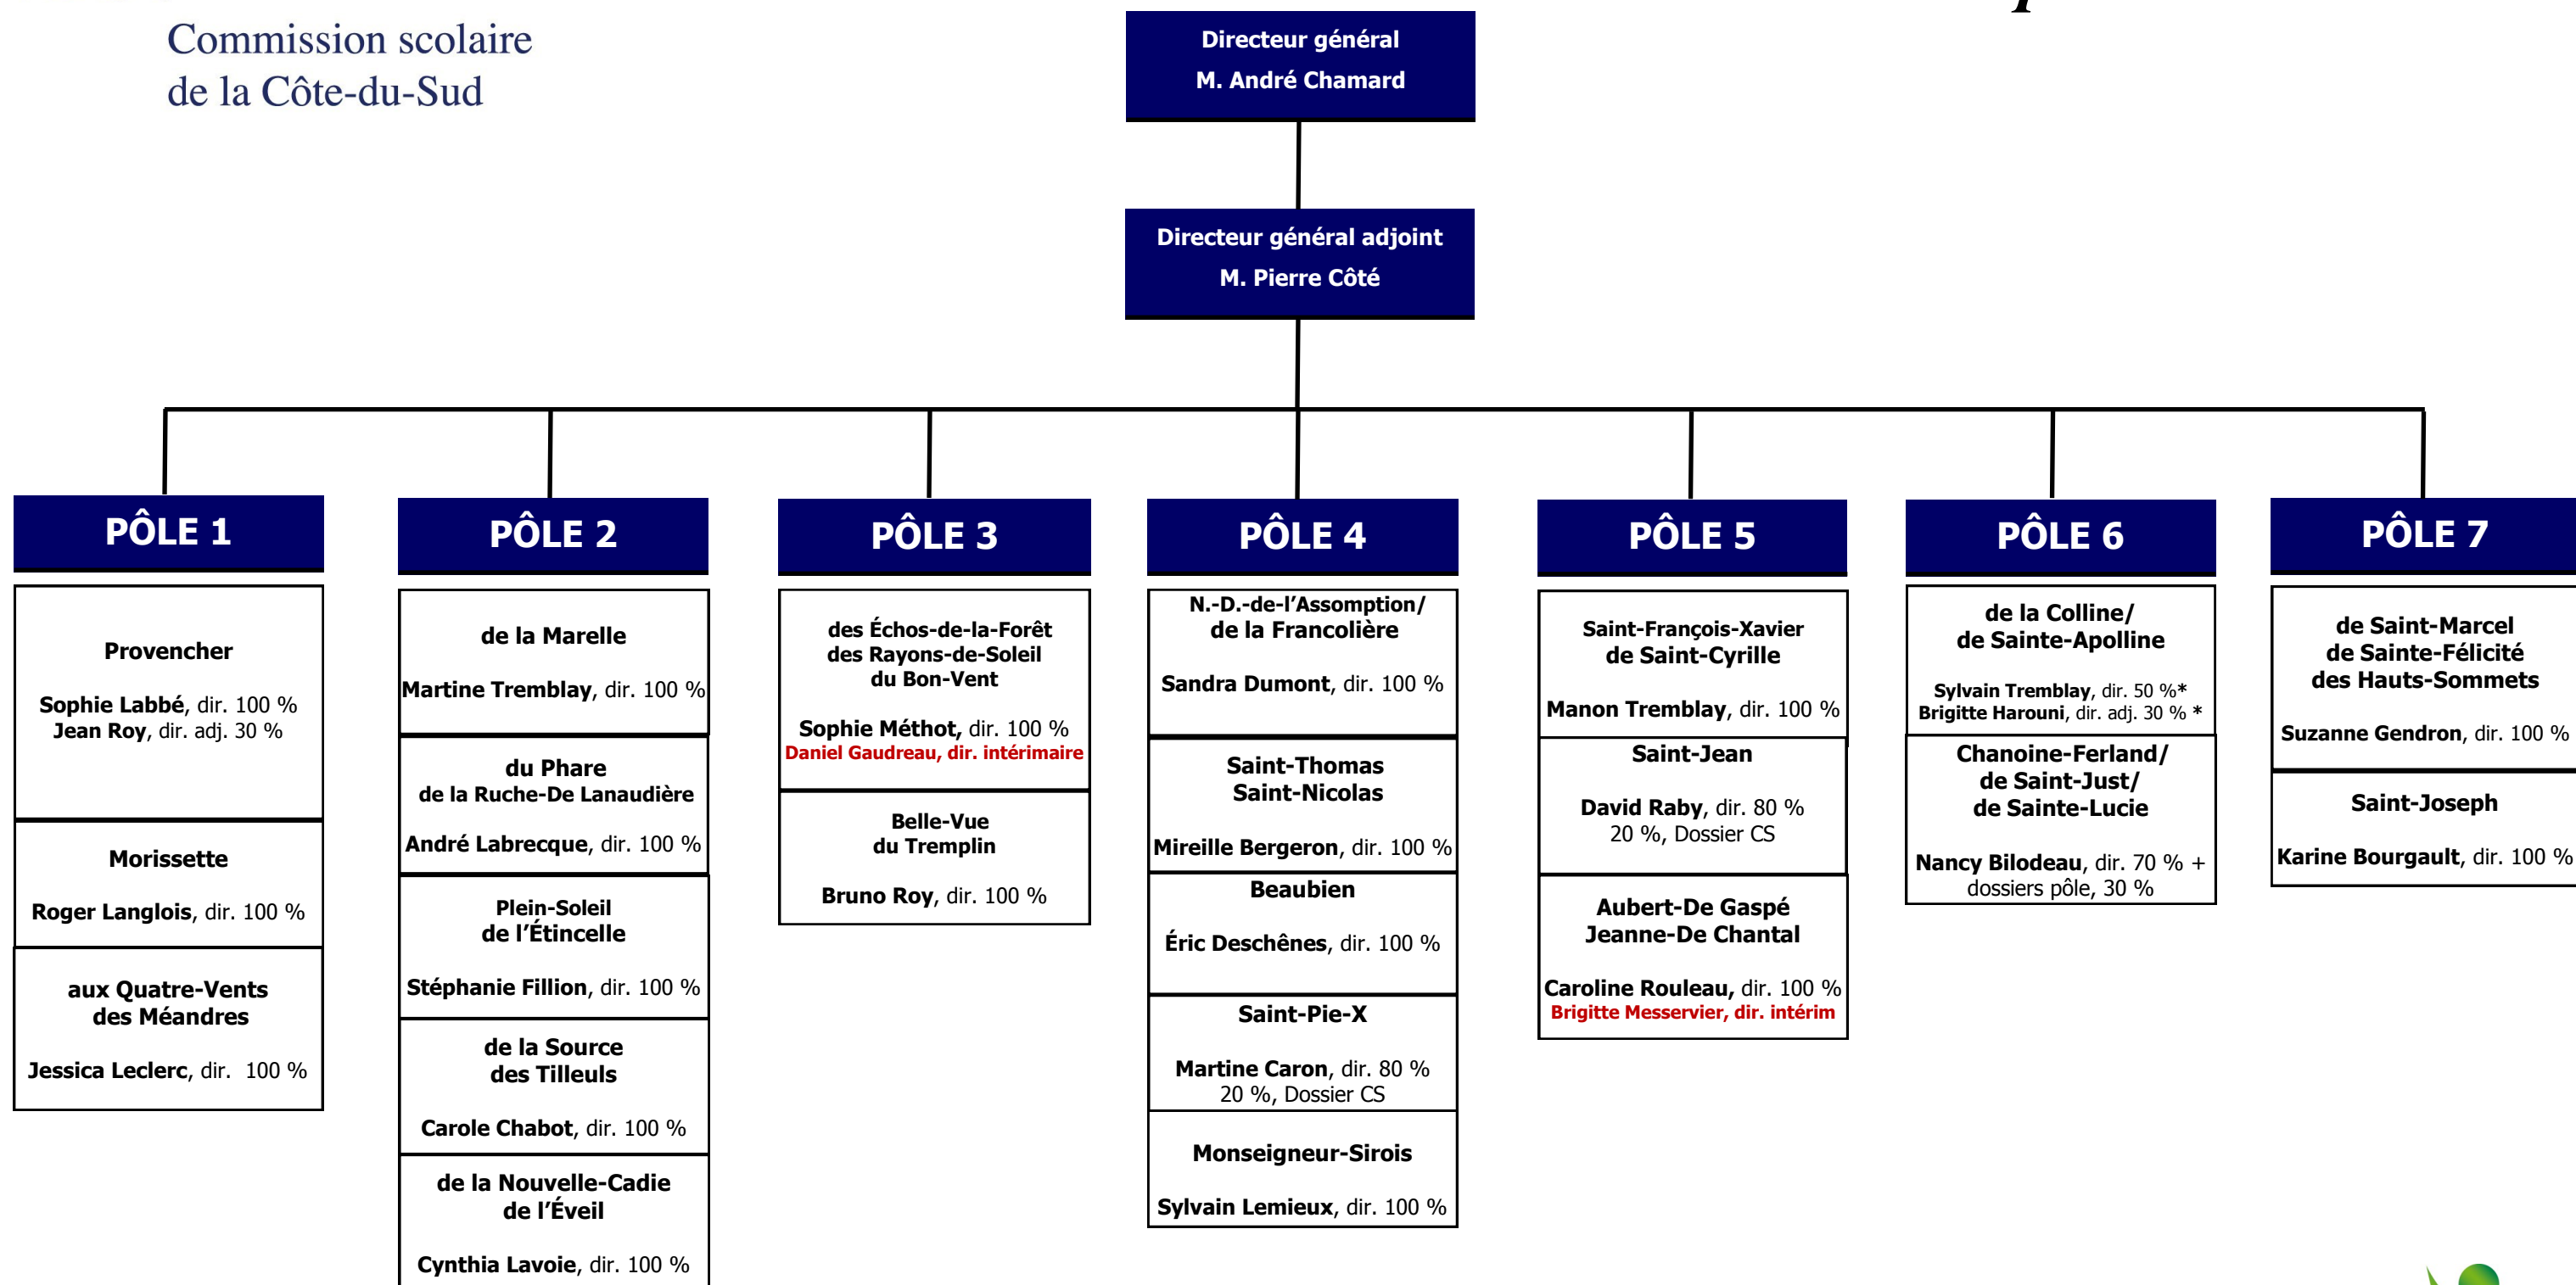 Commission scolaire
de la Côte-du-Sud
Directeur général
M. André Chamard
Directeur général adjoint
M. Pierre Côté
PÔLE 1
Provencher
Sophie Labbé, dir. 100 %
Jean Roy, dir. adj. 30 %
Morissette
Roger Langlois, dir. 100 %
aux Quatre-Vents
des Méandres
Jessica Leclerc, dir. 100 %
PÔLE 2
de la Marelle
Martine Tremblay, dir. 100 %
du Phare
de la Ruche-De Lanaudière
André Labrecque, dir. 100 %
Plein-Soleil
de l’Étincelle
Stéphanie Fillion, dir. 100 %
de la Source
des Tilleuls
Carole Chabot, dir. 100 %
de la Nouvelle-Cadie
de l’Éveil
Cynthia Lavoie, dir. 100 %
PÔLE 3
des Échos-de-la-Forêt
des Rayons-de-Soleil
du Bon-Vent
Sophie Méthot, dir. 100 %
Daniel Gaudreau, dir. intérimaire
Belle-Vue
du Tremplin
Bruno Roy, dir. 100 %
PÔLE 4
N.-D.-de-l’Assomption/
de la Francolière
Sandra Dumont, dir. 100 %
Saint-Thomas
Saint-Nicolas
Mireille Bergeron, dir. 100 %
Beaubien
Éric Deschênes, dir. 100 %
Saint-Pie-X
Martine Caron, dir. 80 %
20 %, Dossier CS
Monseigneur-Sirois
Sylvain Lemieux, dir. 100 %
PÔLE 5
Saint-François-Xavier
de Saint-Cyrille
Manon Tremblay, dir. 100 %
Saint-Jean
David Raby, dir. 80 %
20 %, Dossier CS
Aubert-De Gaspé
Jeanne-De Chantal
Caroline Rouleau, dir. 100 %
Brigitte Messervier, dir. intérim
PÔLE 6
de la Colline/
de Sainte-Apolline
Sylvain Tremblay, dir. 50 %*
Brigitte Harouni, dir. adj. 30 % *
Chanoine-Ferland/
de Saint-Just/
de Sainte-Lucie
Nancy Bilodeau, dir. 70 % +
dossiers pôle, 30 %
PÔLE 7
de Saint-Marcel
de Sainte-Félicité
des Hauts-Sommets
Suzanne Gendron, dir. 100 %
Saint-Joseph
Karine Bourgault, dir. 100 %